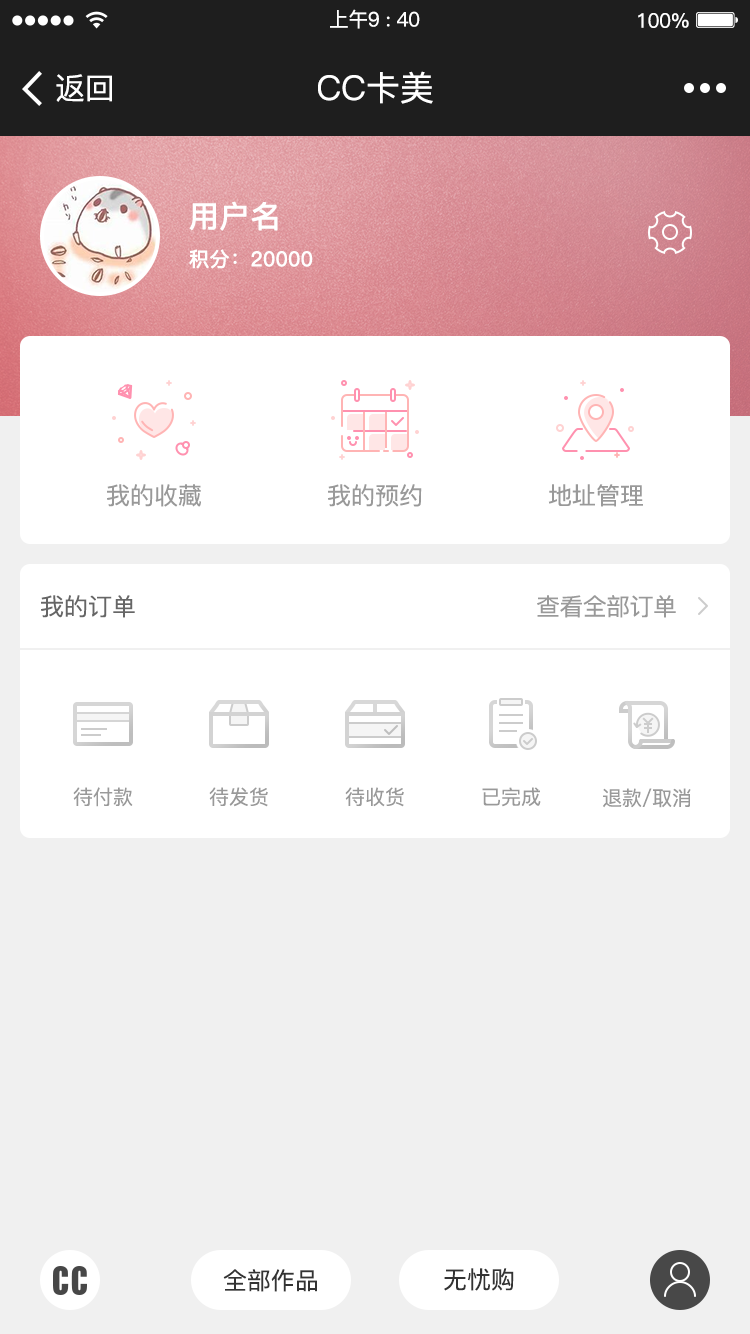 上午9 : 40
100%
返回
CC卡美
用户名
积分：20000
我的收藏
我的预约
地址管理
我的订单
查看全部订单
待付款
待发货
待收货
已完成
退款/取消
CC
全部作品
无忧购